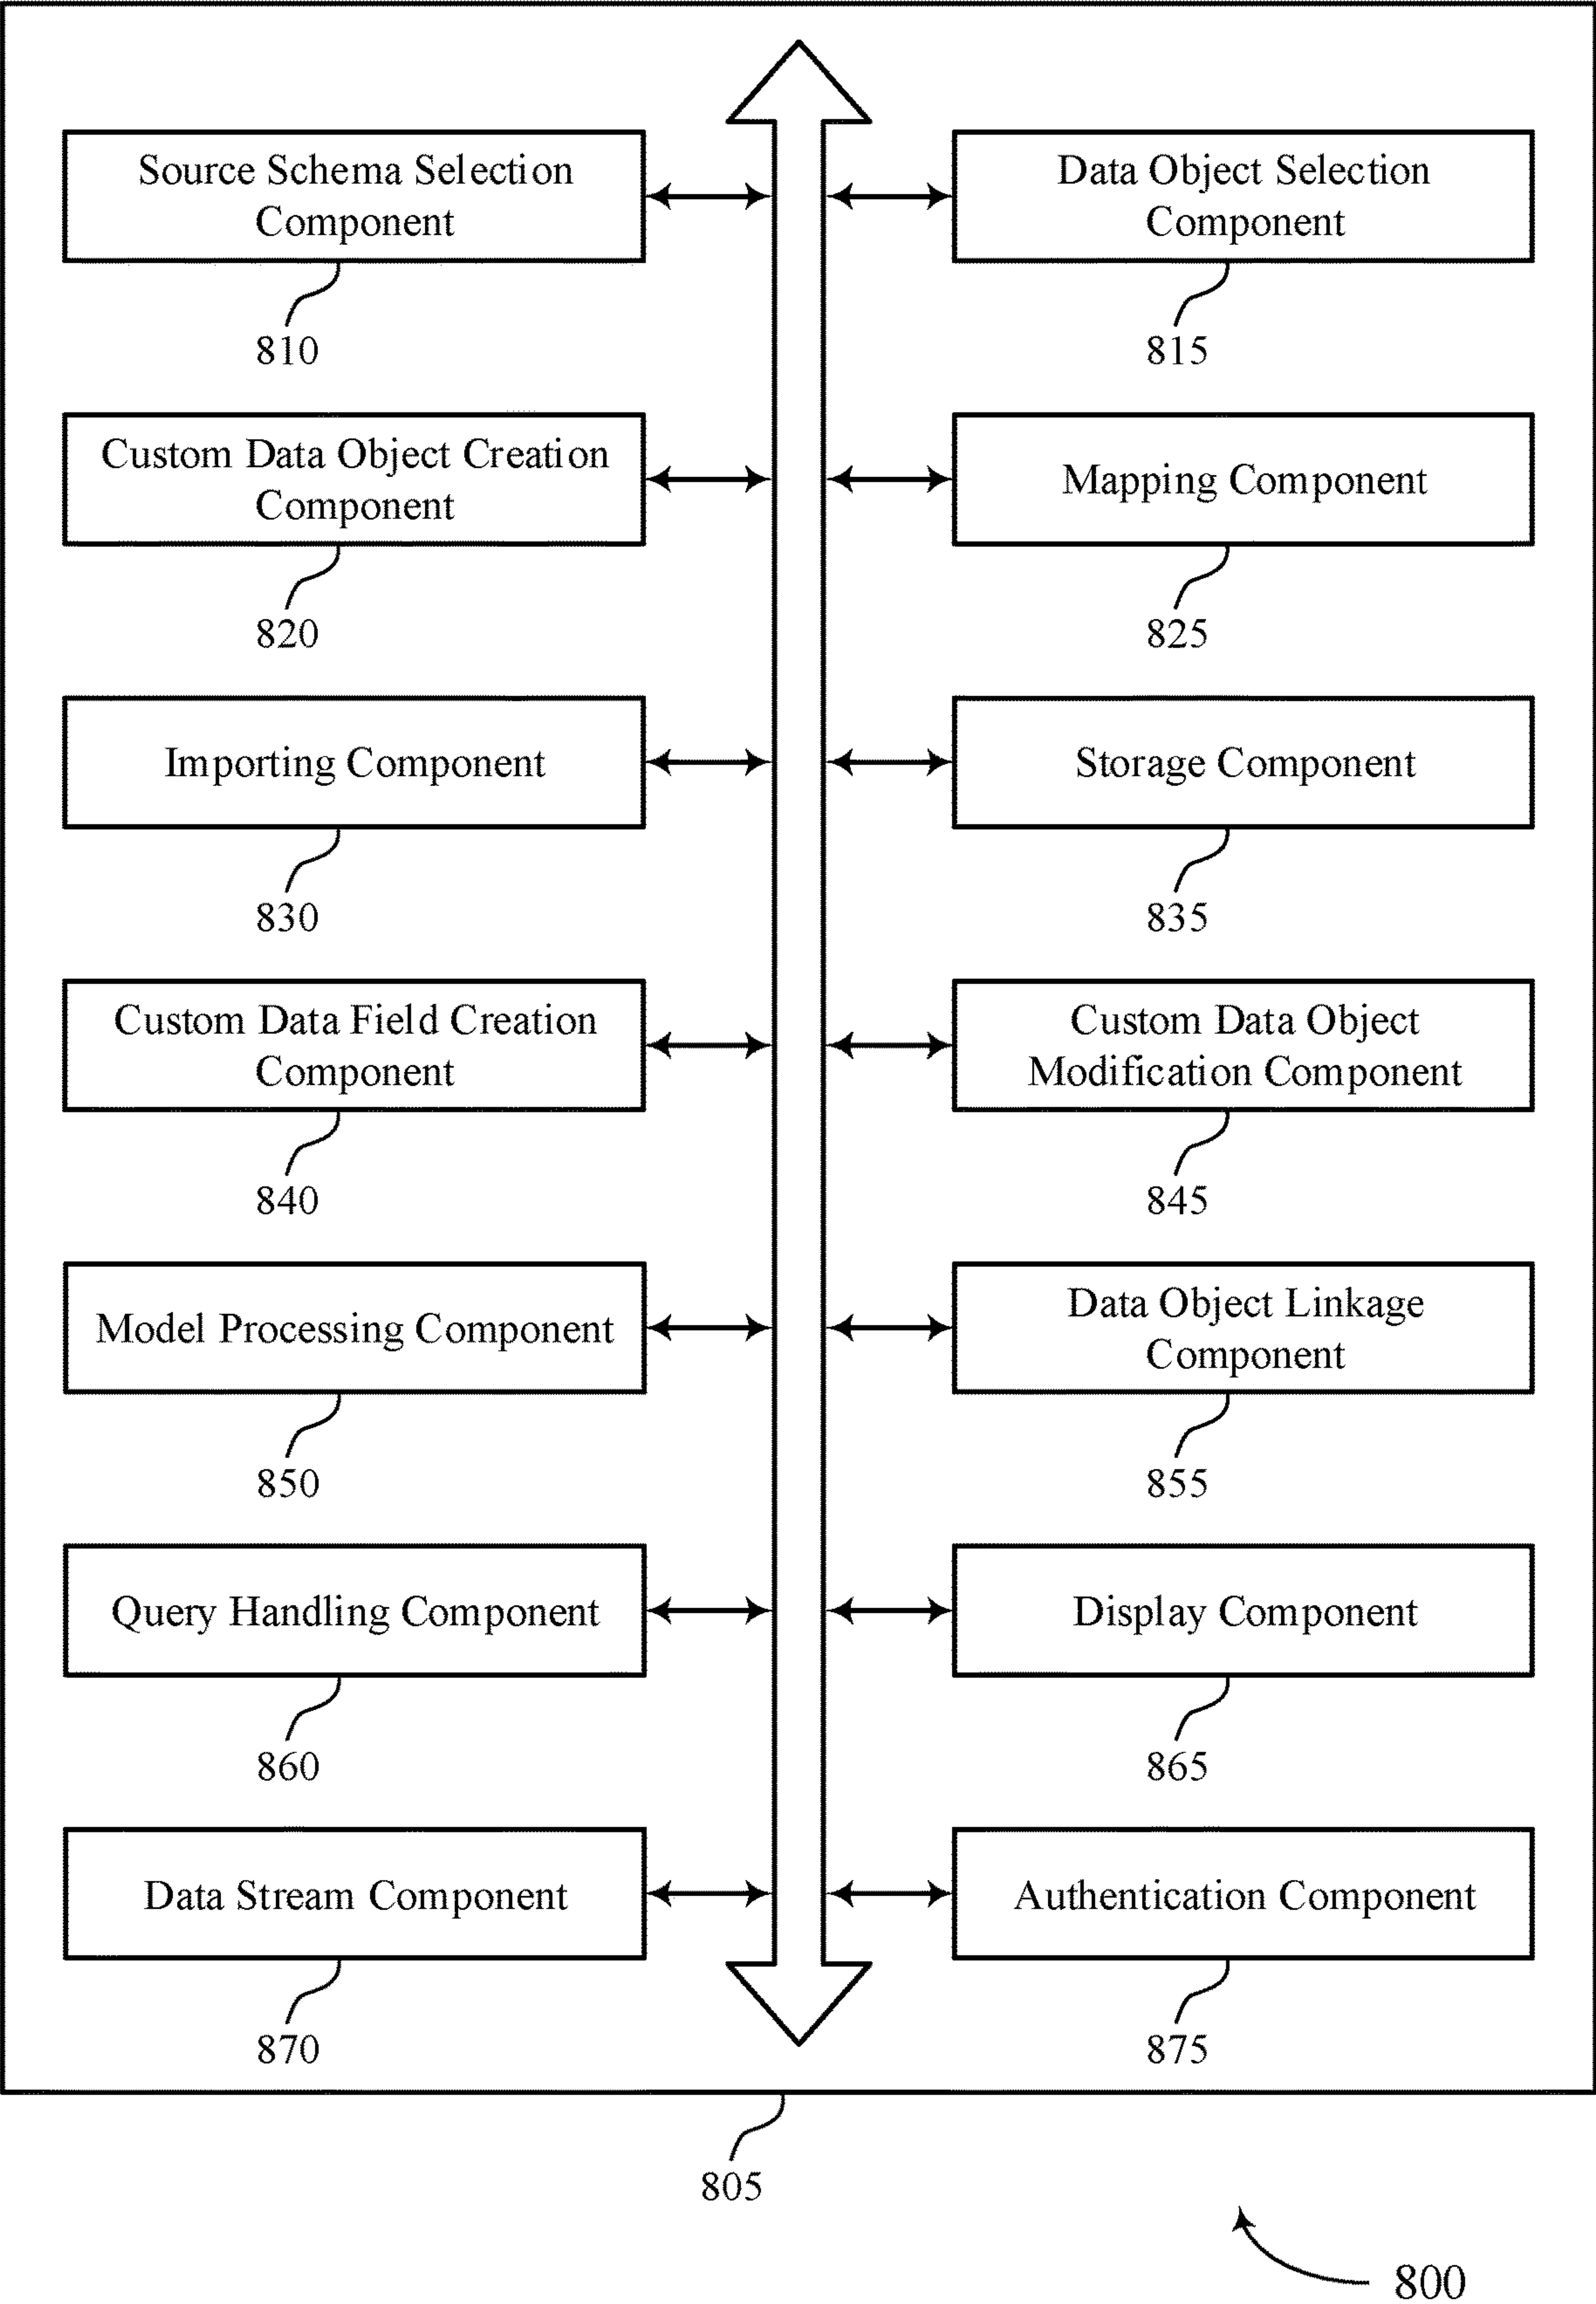 Source Schema Selection
Component
810
Data Object Selection
Component
815
Custom Data Object Creation
Component
820
Mapping Component
825
Importing Component
830
Storage Component
835
Custom Data Field Creation
Component
840
Custom Data Object
Modification Component
845
Model Processing Component
850
Data Object Linkage
Component
855
Query Handling Component
860
Display Component
865
Data Stream Component
870
Authentication Component
875
805
800